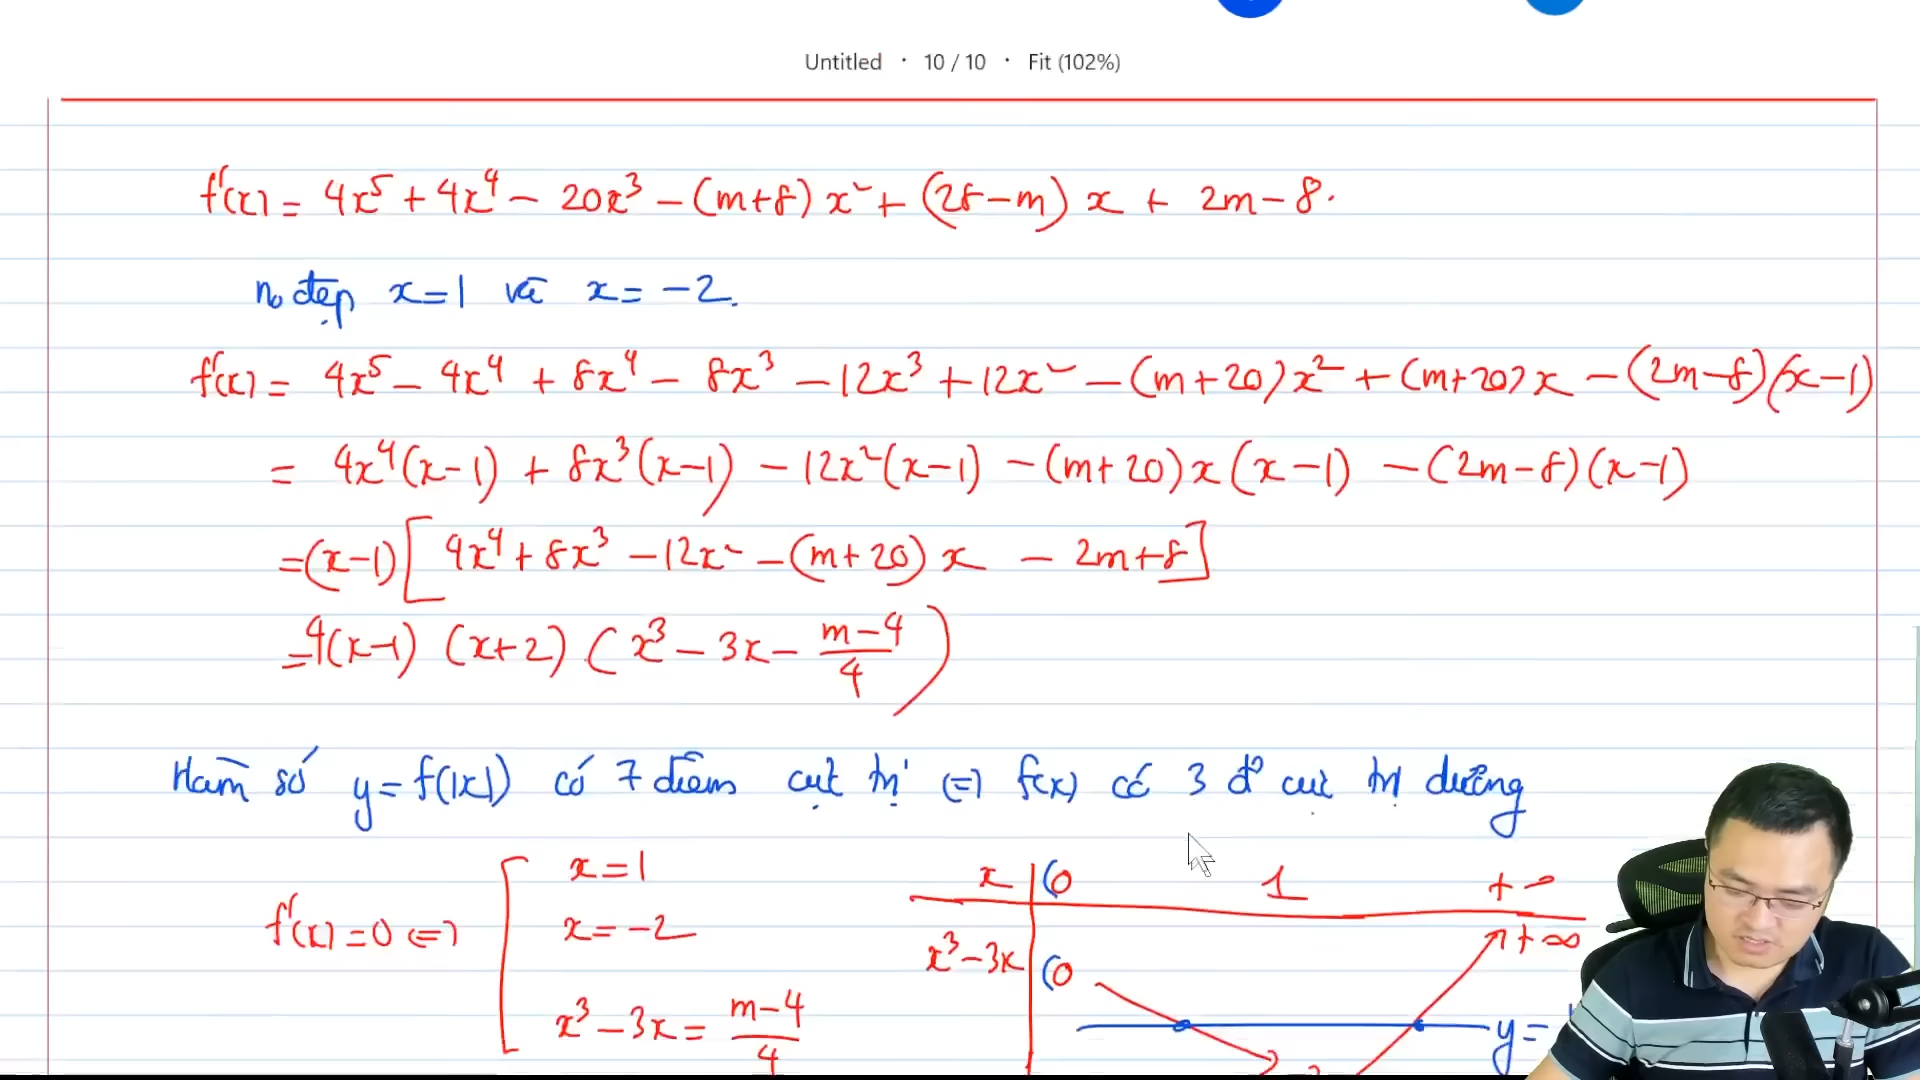 Untitled · 10 / 10 · Fit (102%)
f'(x) = 4x⁵ + 4x⁴ - 20x³ - (m+8)x² + (28-m)x + 2m-8.
n₀ đẹp x=1 và x=-2.
f'(x) = 4x⁵ - 4x⁴ + 8x⁴ - 8x³ - 12x³ + 12x² - (m+20)x² + (m+20)x - (2m-8)(x-1)
= 4x⁴(x-1) + 8x³(x-1) - 12x²(x-1) - (m+20)x(x-1) - (2m-8)(x-1)
= (x-1)[4x⁴ + 8x³ - 12x² - (m+20)x - 2m+8]
= 4(x-1)(x+2)(x³ - 3x - (m-4)/4)
Hàm số y = f(|x|) có 7 điểm cực trị ⇔ f(x) có 3 đ° cực trị dương
f'(x) = 0 ⇔ [ x=1
x=-2
x³ - 3x = (m-4)/4
x (0 1 +∞
x³-3x (0 +∞
y=